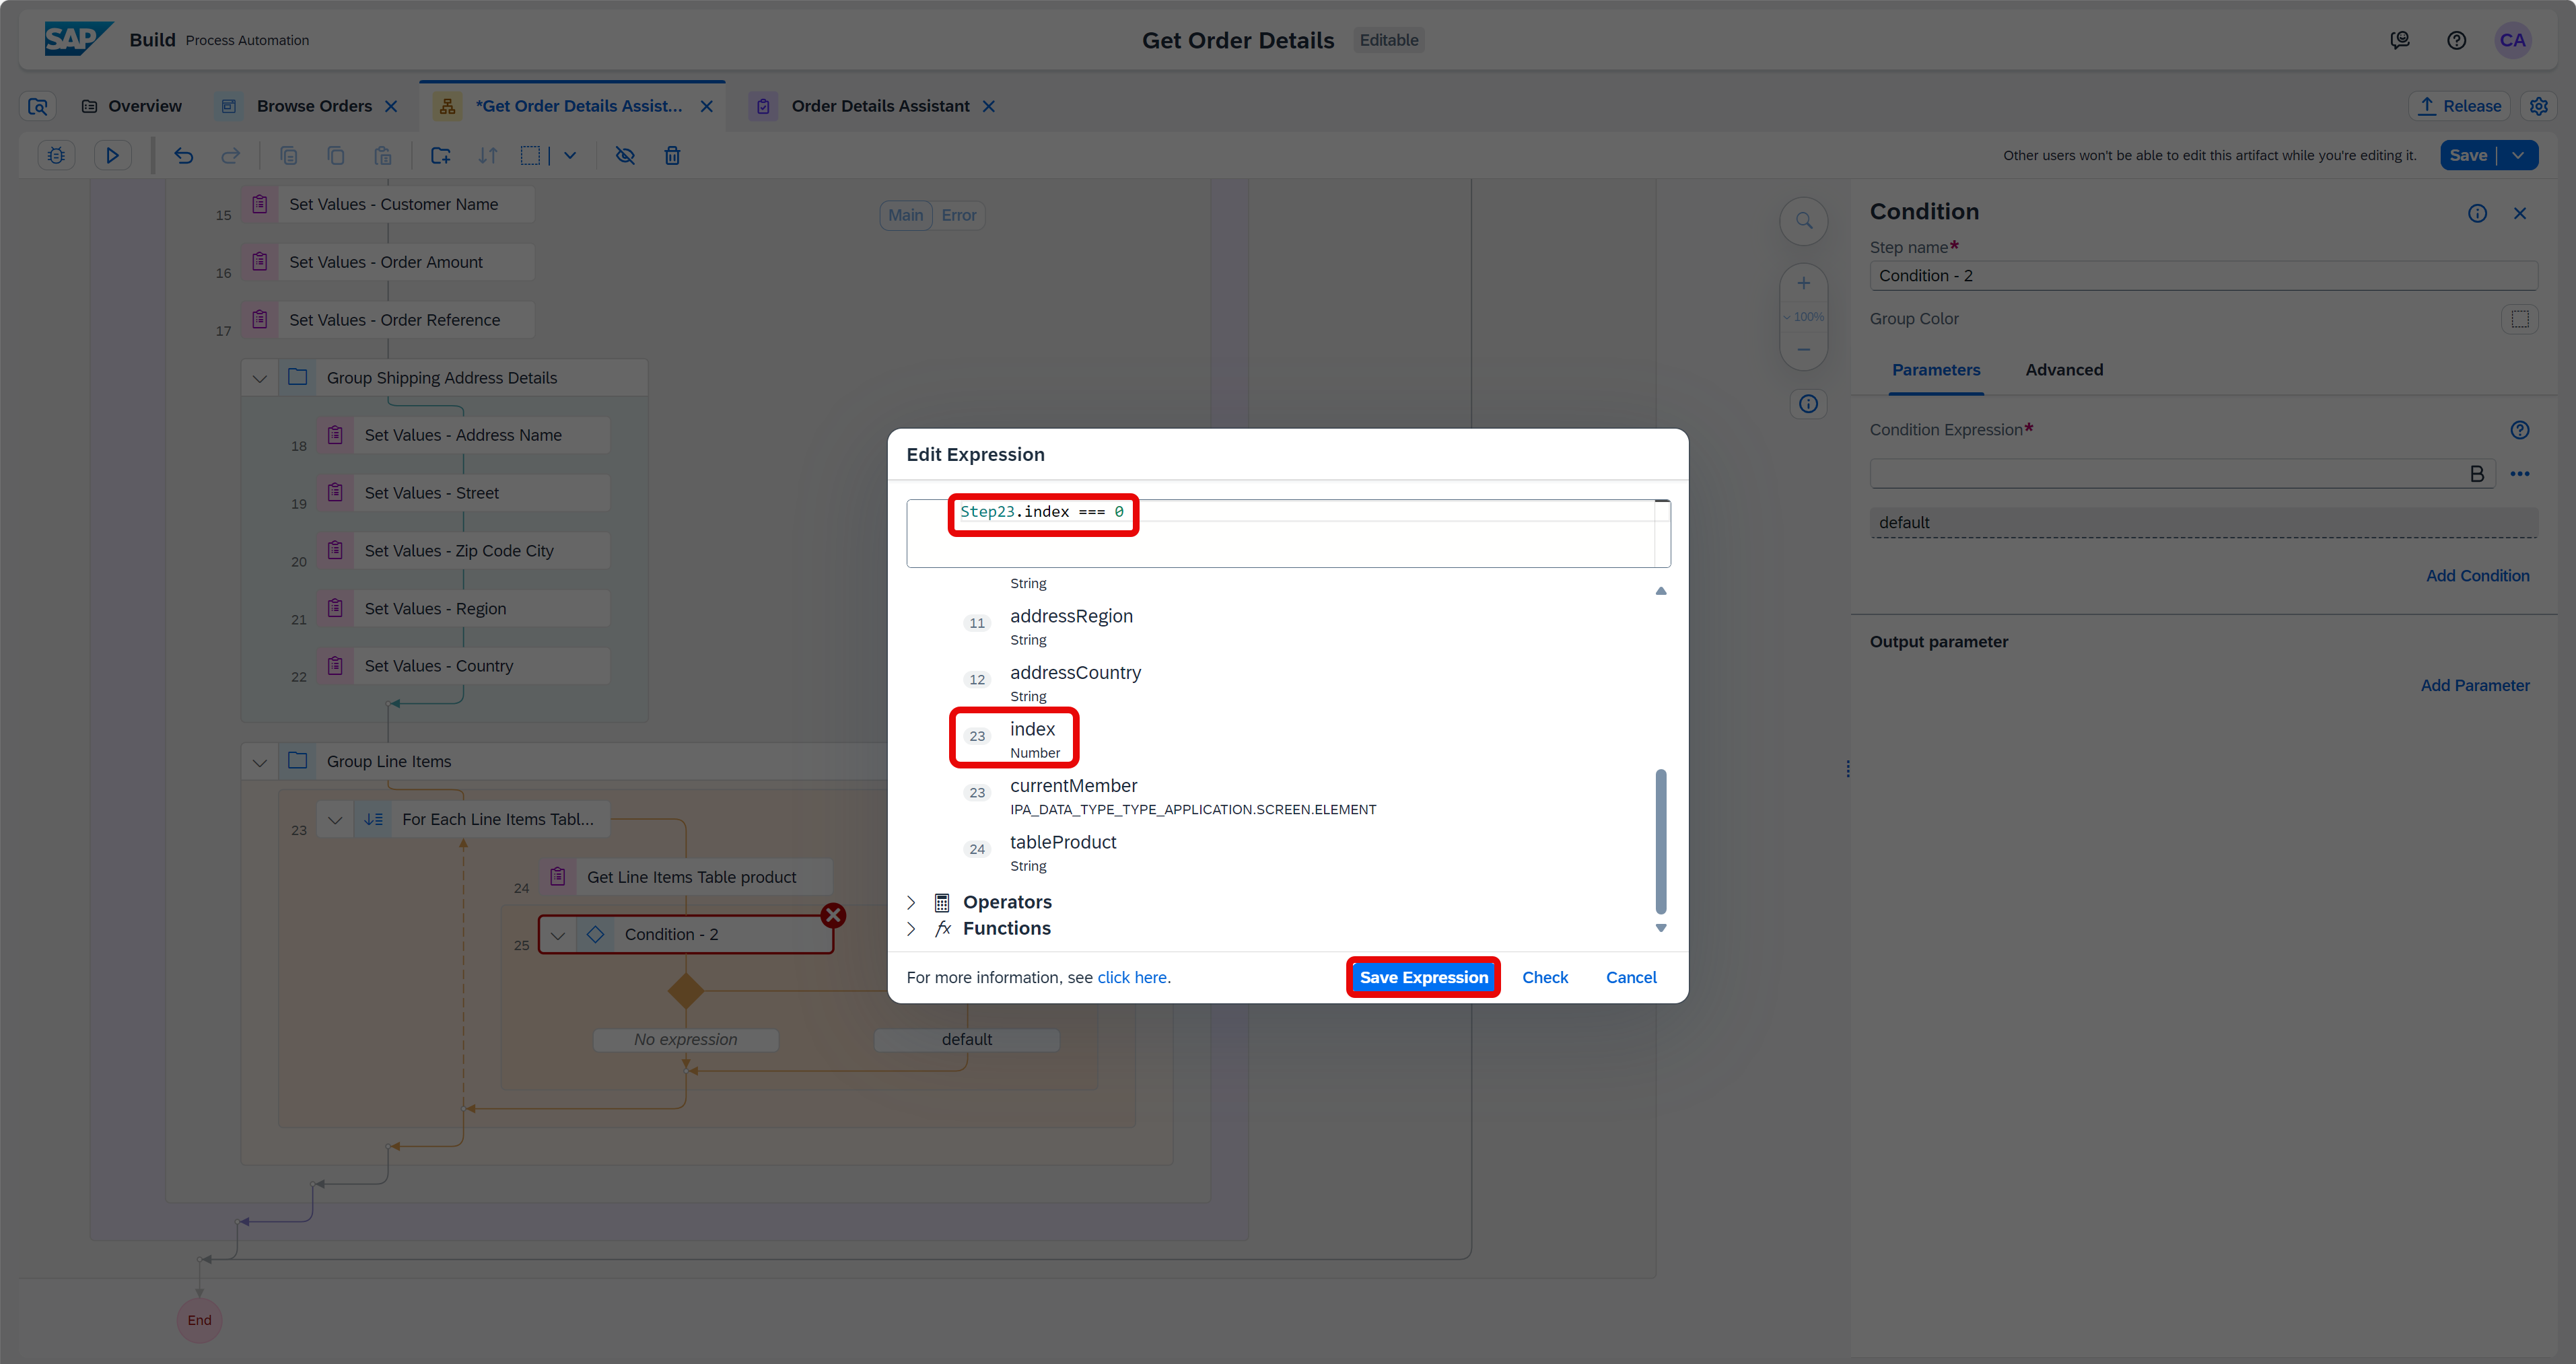 SAP Build Process Automation
Get Order Details Editable
CA
Overview
Browse Orders
*Get Order Details Assist...
Order Details Assistant
Release
Other users won't be able to edit this artifact while you're editing it.
Save
15 Set Values - Customer Name
Main Error
16 Set Values - Order Amount
17 Set Values - Order Reference
Group Shipping Address Details
18 Set Values - Address Name
19 Set Values - Street
20 Set Values - Zip Code City
21 Set Values - Region
22 Set Values - Country
Group Line Items
23 For Each Line Items Tabl...
24 Get Line Items Table product
25 Condition - 2
No expression
default
End
100%
Edit Expression
Step23.index === 0
String
11 addressRegion
String
12 addressCountry
String
23 index
Number
23 currentMember
IPA_DATA_TYPE_TYPE_APPLICATION.SCREEN.ELEMENT
24 tableProduct
String
Operators
fx Functions
For more information, see click here.
Save Expression
Check
Cancel
Condition
Step name*
Condition - 2
Group Color
Parameters
Advanced
Condition Expression*
B
default
Add Condition
Output parameter
Add Parameter